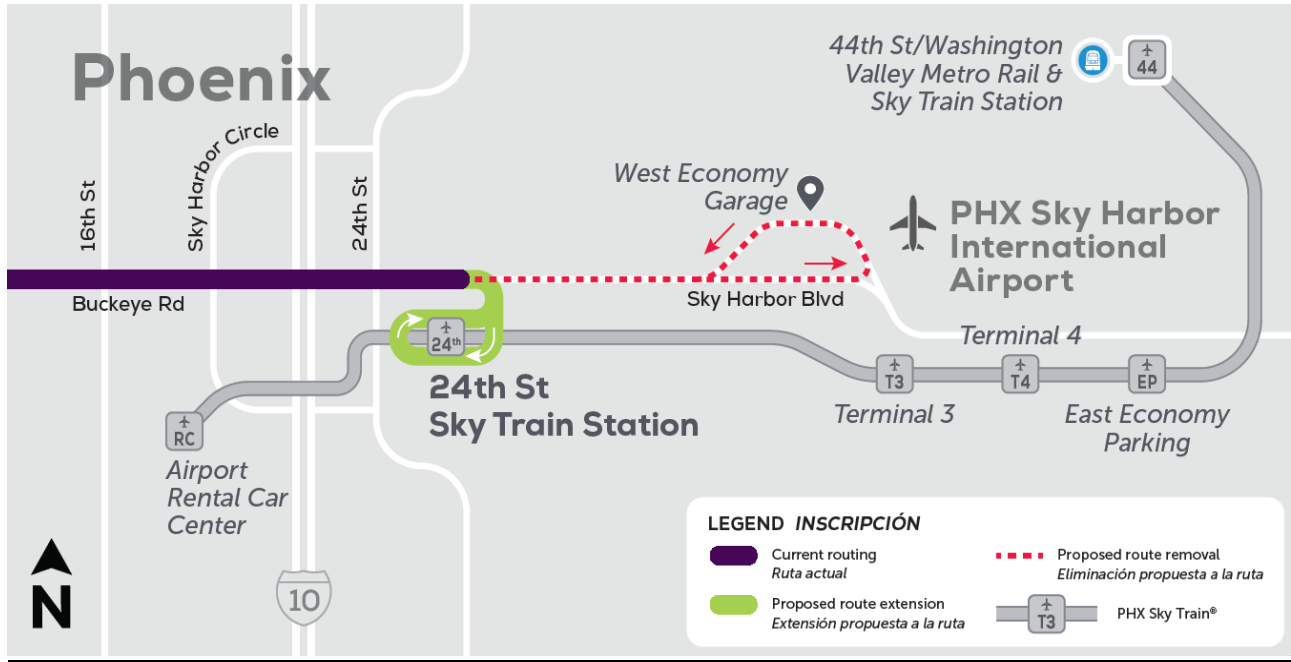 Phoenix
44th St/Washington
Valley Metro Rail &
Sky Train Station
44
Sky Harbor Circle
16th St
24th St
West Economy
Garage
PHX Sky Harbor
International
Airport
Buckeye Rd
Sky Harbor Blvd
24th
24th St
Sky Train Station
Terminal 4
T3
T4
EP
Terminal 3
East Economy
Parking
RC
Airport
Rental Car
Center
10
N
LEGEND INSCRIPCIÓN
Current routing
Ruta actual
Proposed route extension
Extensión propuesta a la ruta
Proposed route removal
Eliminación propuesta a la ruta
T3
PHX Sky Train®